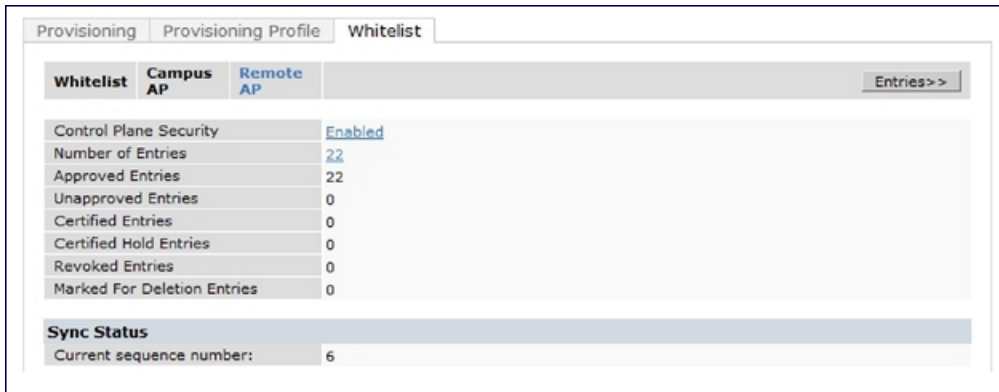 Provisioning Provisioning Profile Whitelist
Whitelist Campus AP Remote AP Entries>>
Control Plane Security Enabled
Number of Entries 22
Approved Entries 22
Unapproved Entries 0
Certified Entries 0
Certified Hold Entries 0
Revoked Entries 0
Marked For Deletion Entries 0
Sync Status
Current sequence number: 6